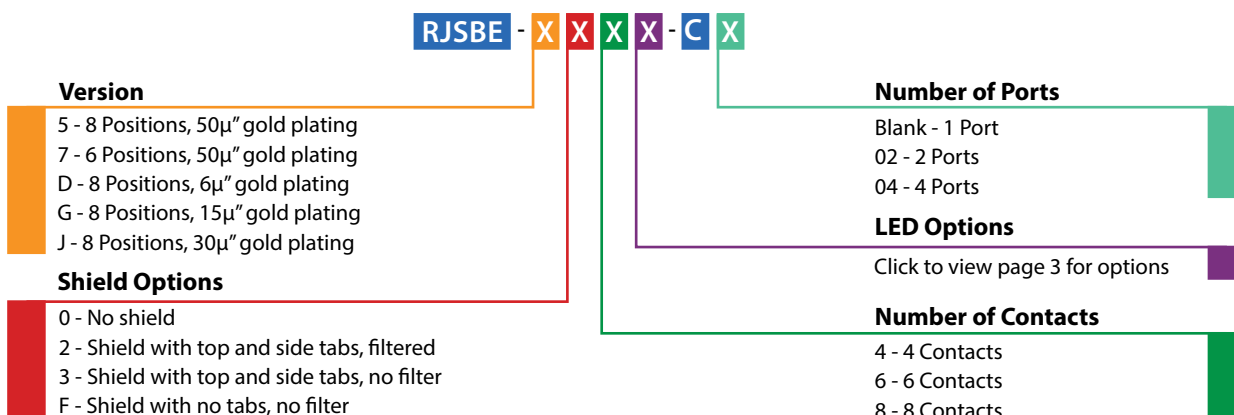 RJSBE - X X X X - C X
Version
5 - 8 Positions, 50µ” gold plating
7 - 6 Positions, 50µ” gold plating
D - 8 Positions, 6µ” gold plating
G - 8 Positions, 15µ” gold plating
J - 8 Positions, 30µ” gold plating
Shield Options
0 - No shield
2 - Shield with top and side tabs, filtered
3 - Shield with top and side tabs, no filter
F - Shield with no tabs, no filter
Number of Ports
Blank - 1 Port
02 - 2 Ports
04 - 4 Ports
LED Options
Click to view page 3 for options
Number of Contacts
4 - 4 Contacts
6 - 6 Contacts
8 - 8 Contacts